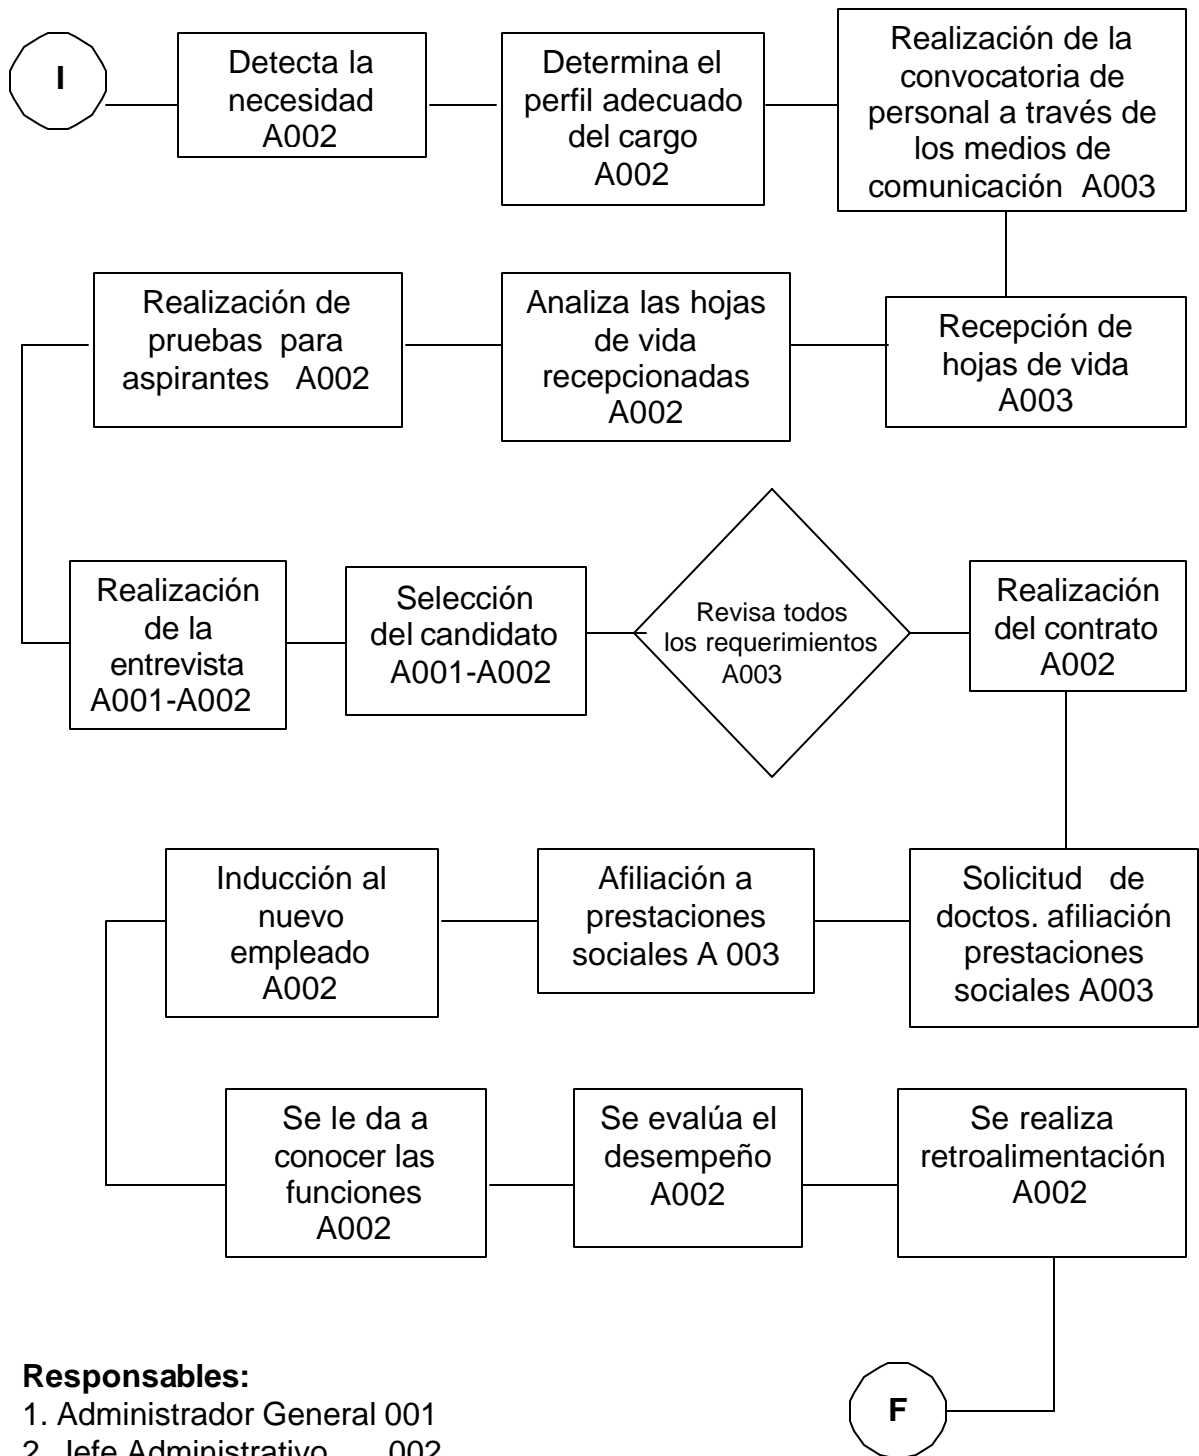 I
Detecta la
necesidad
A002
Determina el
perfil adecuado
del cargo
A002
Realización de la
convocatoria de
personal a través de
los medios de
comunicación A003
Recepción de
hojas de vida
A003
Analiza las hojas
de vida
recepcionadas
A002
Realización de
pruebas para
aspirantes A002
Realización
de la
entrevista
A001-A002
Selección
del candidato
A001-A002
Revisa todos
los requerimientos
A003
Realización
del contrato
A002
Solicitud de
doctos. afiliación
prestaciones
sociales A003
Afiliación a
prestaciones
sociales A 003
Inducción al
nuevo
empleado
A002
Se le da a
conocer las
funciones
A002
Se evalúa el
desempeño
A002
Se realiza
retroalimentación
A002
F
Responsables:
1. Administrador General 001
2. Jefe Administrativo 002